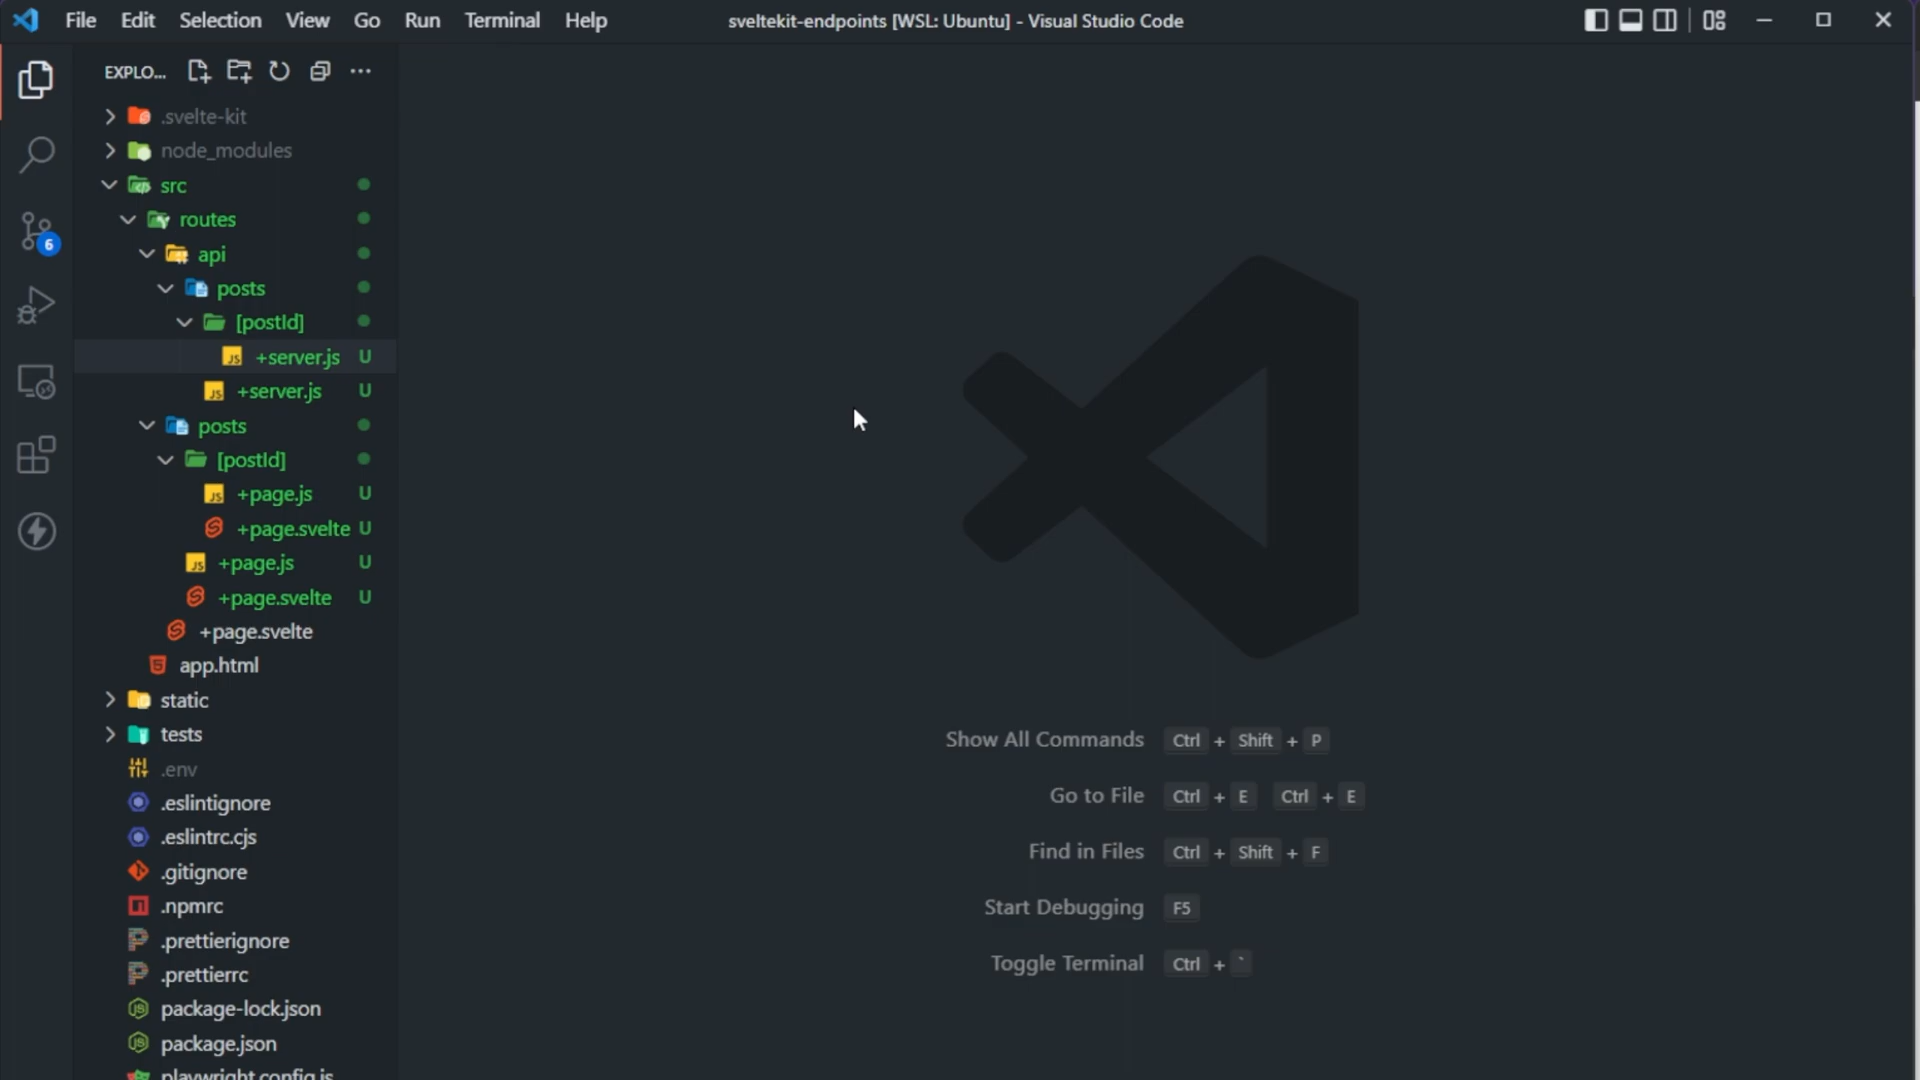 File Edit Selection View Go Run Terminal Help
sveltekit-endpoints [WSL: Ubuntu] - Visual Studio Code
EXPLO...
.svelte-kit
node_modules
src
routes
api
posts
[postId]
+server.js U
+server.js U
posts
[postId]
+page.js U
+page.svelte U
+page.js U
+page.svelte U
+page.svelte
app.html
static
tests
.env
.eslintignore
.eslintrc.cjs
.gitignore
.npmrc
.prettierignore
.prettierrc
package-lock.json
package.json
playwright.config.js
6
Show All Commands Ctrl + Shift + P
Go to File Ctrl + E Ctrl + E
Find in Files Ctrl + Shift + F
Start Debugging F5
Toggle Terminal Ctrl + `